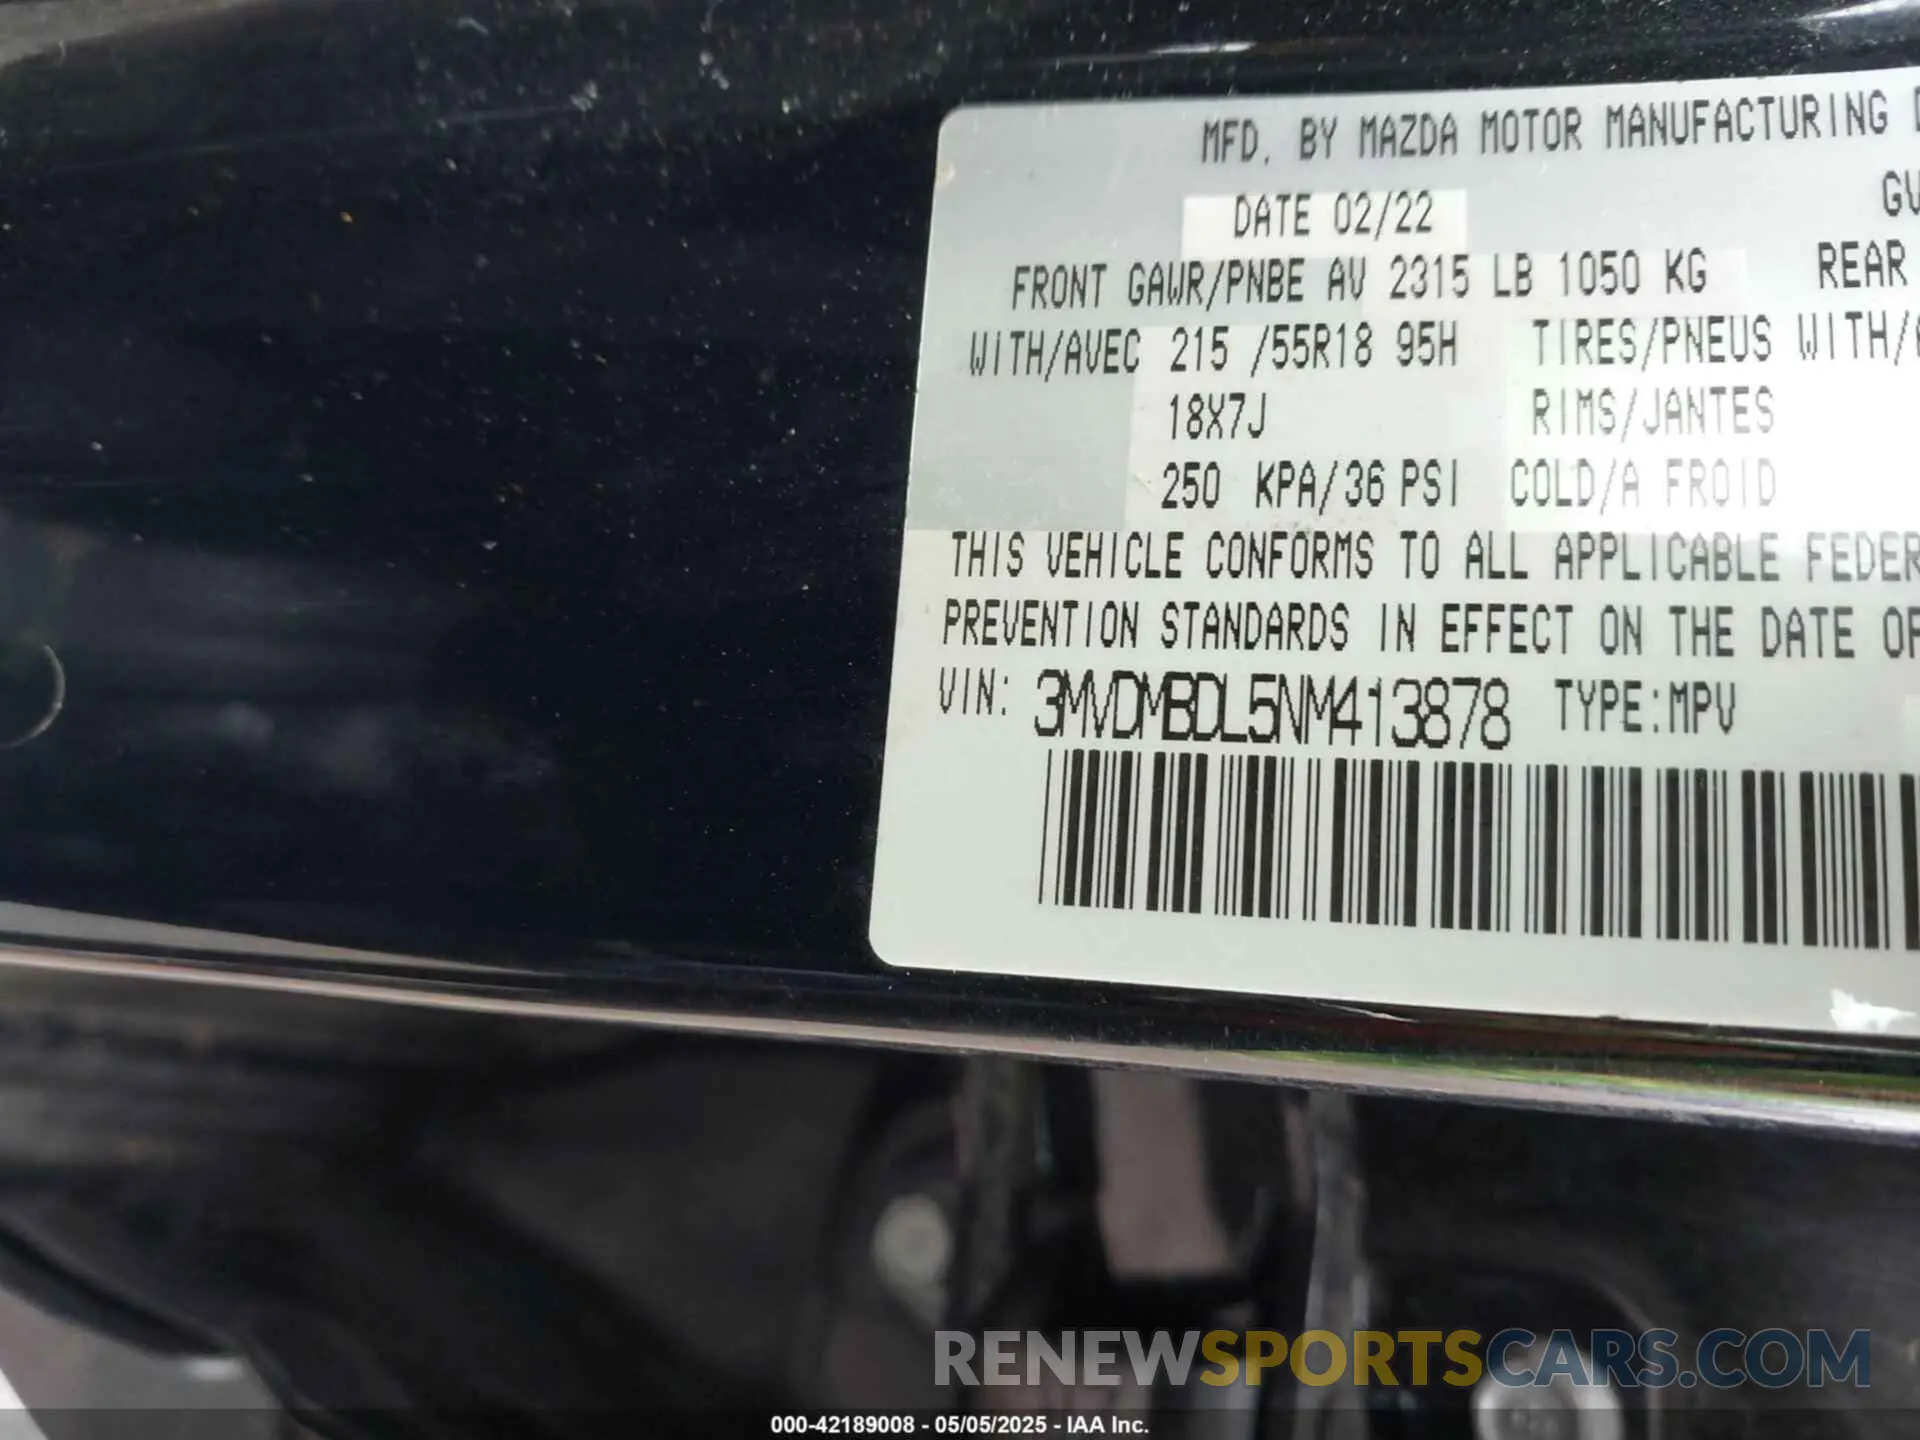 MFD. BY MAZDA MOTOR MANUFACTURING
DATE 02/22
FRONT GAWR/PNBE AV 2315 LB 1050 KG REAR
WITH/AVEC 215 /55R18 95H TIRES/PNEUS WITH/
18X7J RIMS/JANTES
250 KPA/36 PSI COLD/A FROID
THIS VEHICLE CONFORMS TO ALL APPLICABLE FEDER
PREVENTION STANDARDS IN EFFECT ON THE DATE OF
VIN: 3MVDMBDL5NM413878 TYPE:MPV
RENEWSPORTSCARS.COM
000-42189008 - 05/05/2025 - IAA Inc.